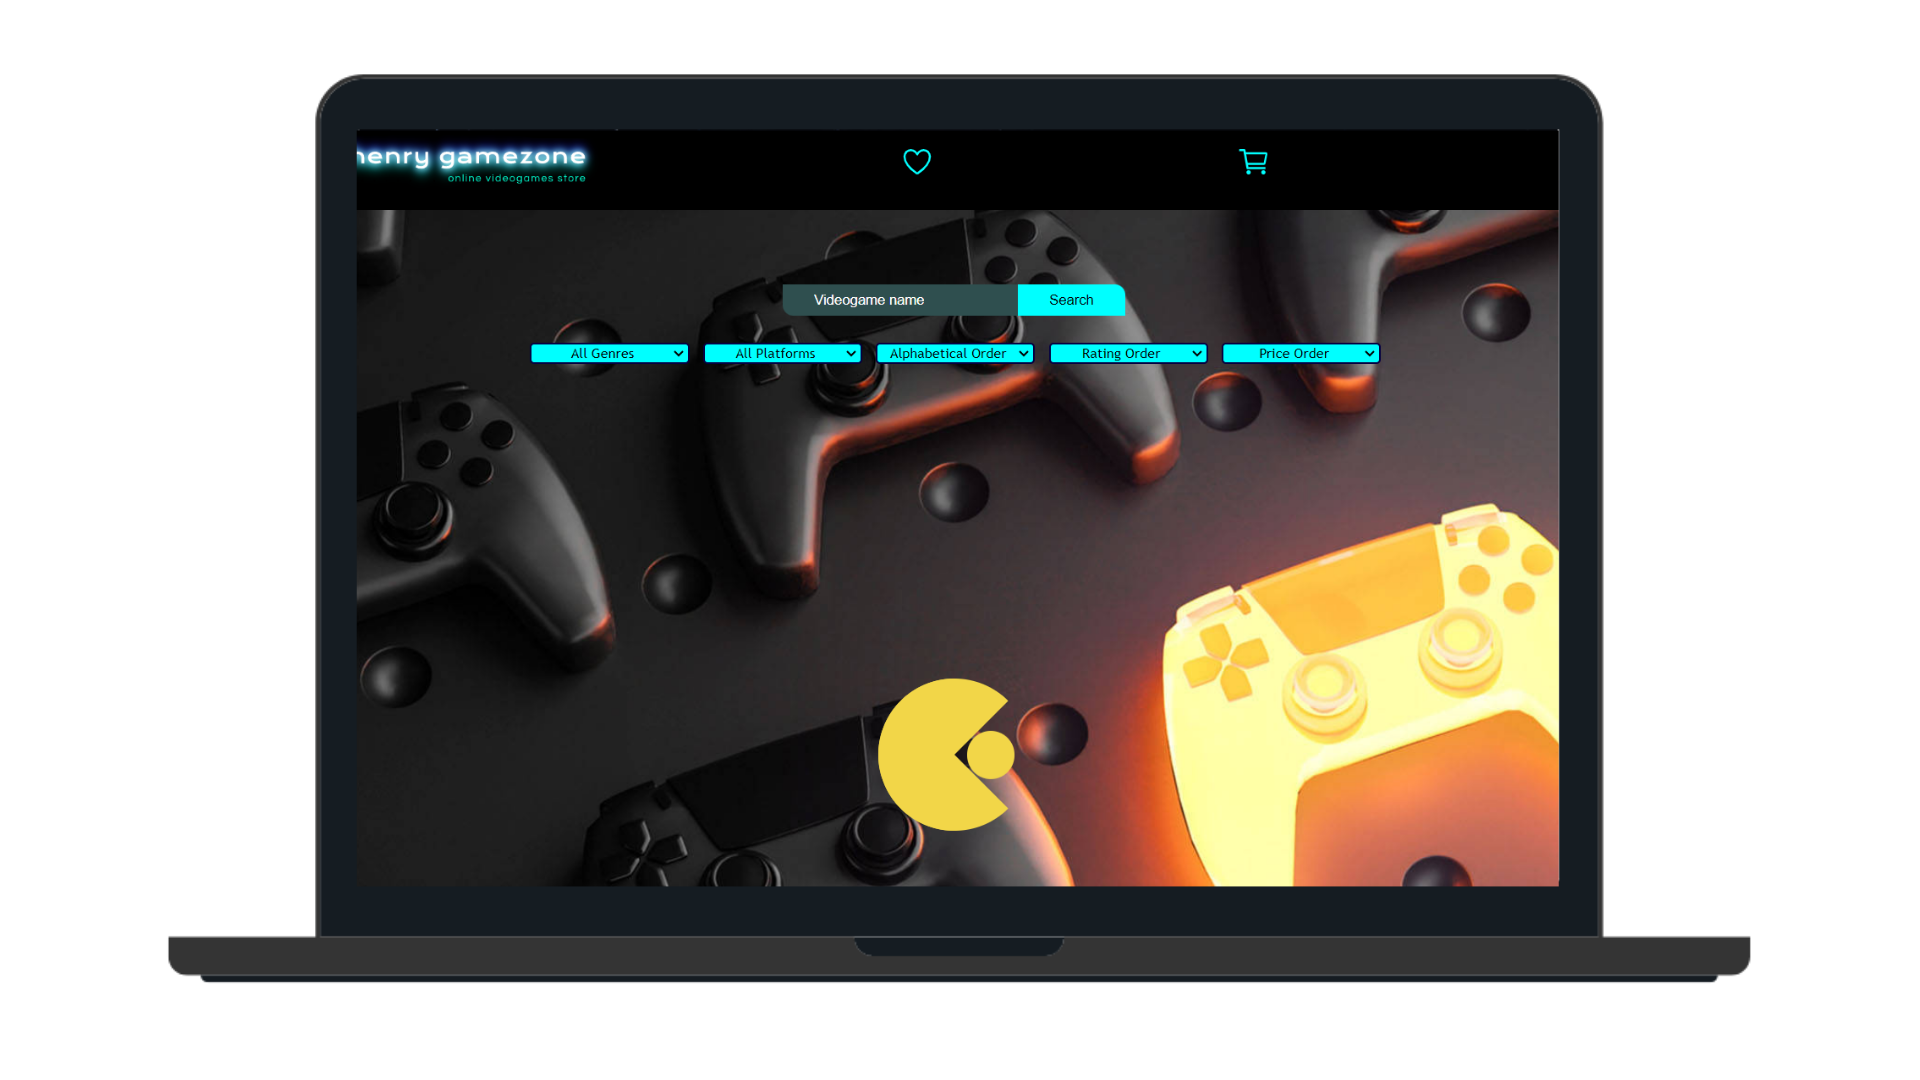 henry gamezone
online videogames store
Videogame name Search
All Genres All Platforms Alphabetical Order Rating Order Price Order